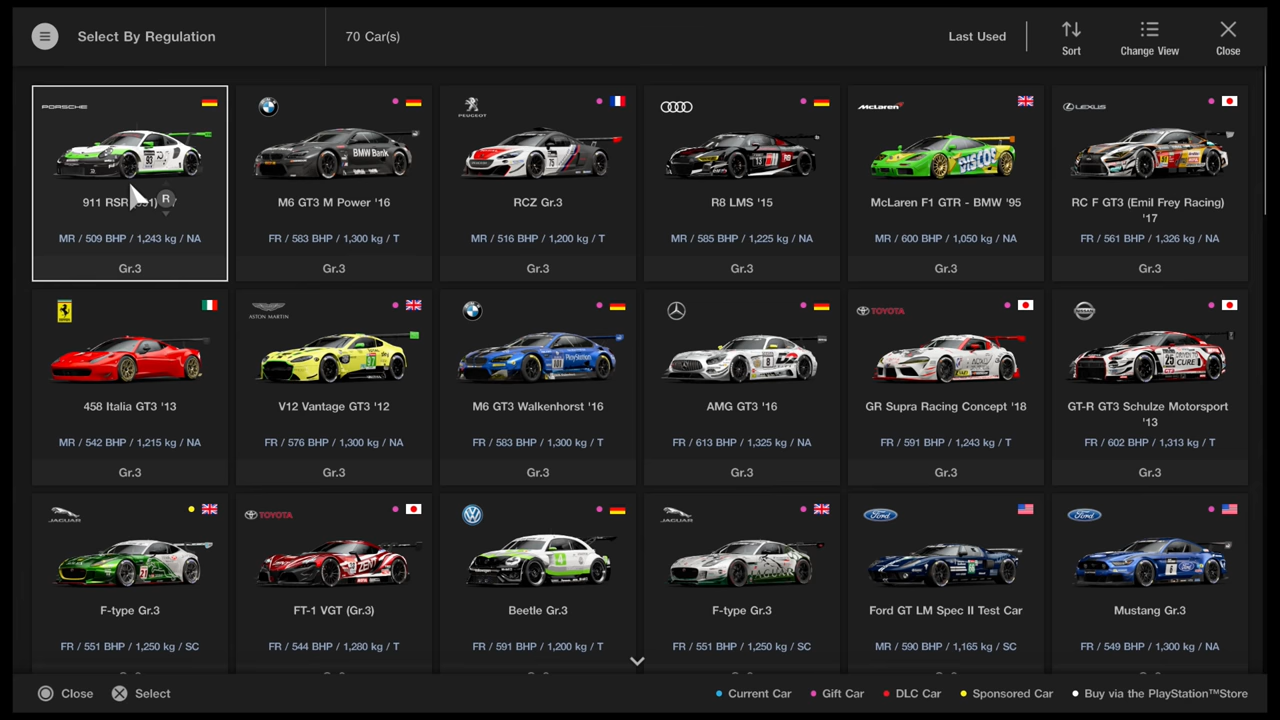 Select By Regulation
70 Car(s)
Last Used
Sort
Change View
Close
PORSCHE
PEUGEOT
McLaren
LEXUS
BMW Bank
93
75
DISCOS
R
911 RSR
M6 GT3 M Power '16
RCZ Gr.3
R8 LMS '15
McLaren F1 GTR - BMW '95
RC F GT3 (Emil Frey Racing) '17
MR / 509 BHP / 1,243 kg / NA
FR / 583 BHP / 1,300 kg / T
MR / 516 BHP / 1,200 kg / T
MR / 585 BHP / 1,225 kg / NA
MR / 600 BHP / 1,050 kg / NA
FR / 561 BHP / 1,326 kg / NA
Gr.3
Gr.3
Gr.3
Gr.3
Gr.3
Gr.3
ASTON MARTIN
TOYOTA
NISSAN
97
PlayStation
DRIVEN TO CURE
458 Italia GT3 '13
V12 Vantage GT3 '12
M6 GT3 Walkenhorst '16
AMG GT3 '16
GR Supra Racing Concept '18
GT-R GT3 Schulze Motorsport '13
MR / 542 BHP / 1,215 kg / NA
FR / 576 BHP / 1,300 kg / NA
FR / 583 BHP / 1,300 kg / T
FR / 613 BHP / 1,325 kg / NA
FR / 591 BHP / 1,243 kg / T
FR / 602 BHP / 1,313 kg / T
Gr.3
Gr.3
Gr.3
Gr.3
Gr.3
Gr.3
JAGUAR
TOYOTA
JAGUAR
Ford
Ford
ZENT
F-type Gr.3
FT-1 VGT (Gr.3)
Beetle Gr.3
F-type Gr.3
Ford GT LM Spec II Test Car
Mustang Gr.3
FR / 551 BHP / 1,250 kg / SC
FR / 544 BHP / 1,280 kg / T
FR / 591 BHP / 1,200 kg / T
FR / 551 BHP / 1,250 kg / SC
MR / 590 BHP / 1,165 kg / SC
FR / 549 BHP / 1,300 kg / NA
Close
Select
Current Car
Gift Car
DLC Car
Sponsored Car
Buy via the PlayStation™Store